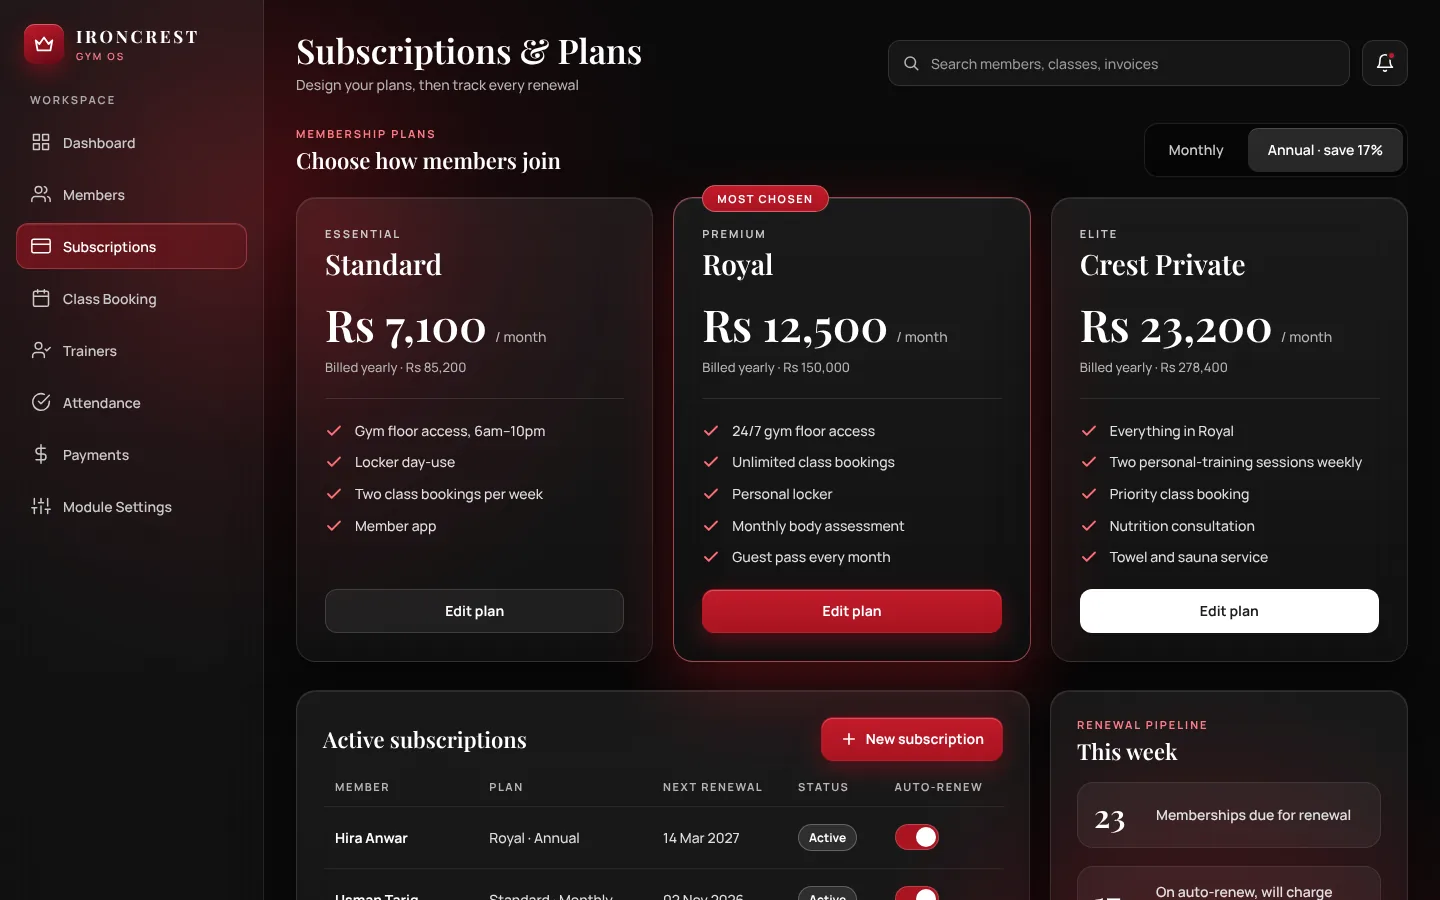 IRONCREST
GYM OS
WORKSPACE
Dashboard
Members
Subscriptions
Class Booking
Trainers
Attendance
Payments
Module Settings
Subscriptions & Plans
Design your plans, then track every renewal
Search members, classes, invoices
MEMBERSHIP PLANS
Choose how members join
Monthly
Annual · save 17%
ESSENTIAL
Standard
Rs 7,100 / month
Billed yearly · Rs 85,200
Gym floor access, 6am–10pm
Locker day-use
Two class bookings per week
Member app
Edit plan
MOST CHOSEN
PREMIUM
Royal
Rs 12,500 / month
Billed yearly · Rs 150,000
24/7 gym floor access
Unlimited class bookings
Personal locker
Monthly body assessment
Guest pass every month
Edit plan
ELITE
Crest Private
Rs 23,200 / month
Billed yearly · Rs 278,400
Everything in Royal
Two personal-training sessions weekly
Priority class booking
Nutrition consultation
Towel and sauna service
Edit plan
Active subscriptions
New subscription
MEMBER PLAN NEXT RENEWAL STATUS AUTO-RENEW
Hira Anwar Royal · Annual 14 Mar 2027 Active
Usman Tariq Standard · Monthly 02 Nov 2026 Active
RENEWAL PIPELINE
This week
23 Memberships due for renewal
On auto-renew, will charge